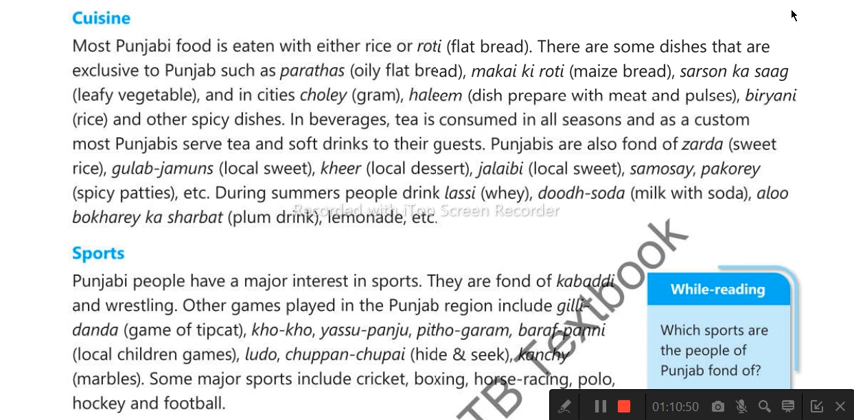 Cuisine
Most Punjabi food is eaten with either rice or roti (flat bread). There are some dishes that are
exclusive to Punjab such as parathas (oily flat bread), makai ki roti (maize bread), sarson ka saag
(leafy vegetable), and in cities choley (gram), haleem (dish prepare with meat and pulses), biryani
(rice) and other spicy dishes. In beverages, tea is consumed in all seasons and as a custom
most Punjabis serve tea and soft drinks to their guests. Punjabis are also fond of zarda (sweet
rice), gulab-jamuns (local sweet), kheer (local dessert), jalaibi (local sweet), samosay, pakorey
(spicy patties), etc. During summers people drink lassi (whey), doodh-soda (milk with soda), aloo
bokharey ka sharbat (plum drink), lemonade, etc.
Recorded with iTop Screen Recorder
Sports
Punjabi people have a major interest in sports. They are fond of kabaddi
and wrestling. Other games played in the Punjab region include gilli-
danda (game of tipcat), kho-kho, yassu-panju, pitho-garam, baraf-panni
(local children games), ludo, chuppan-chupai (hide & seek), kanchy
(marbles). Some major sports include cricket, boxing, horse-racing, polo,
hockey and football.
While-reading
Which sports are
the people of
Punjab fond of?
TB Textbook
01:10:50